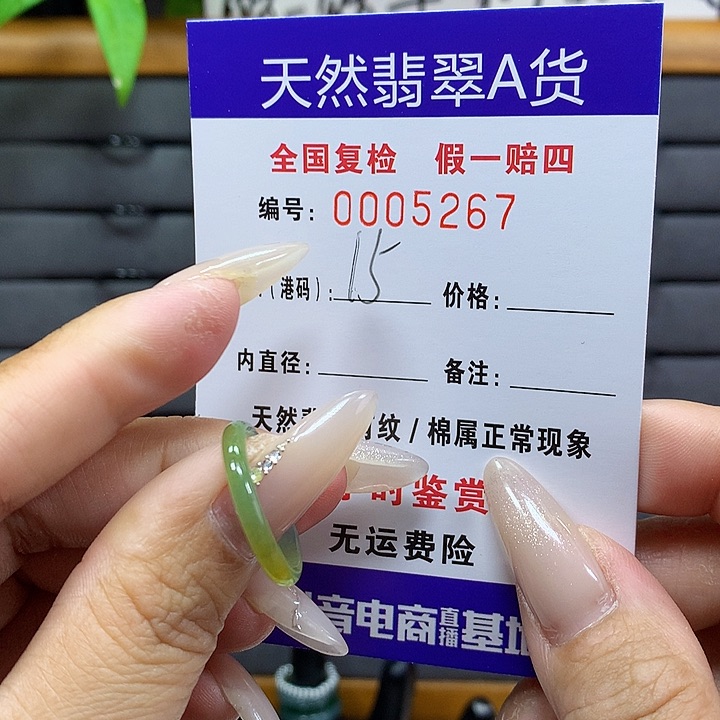 天然翡翠A货
全国复检 假一赔四
编号: 0005267
(港码): 15 价格:
内直径: 备注:
天然 纹/棉属正常现象
时鉴赏
无运费险
音电商直播基地